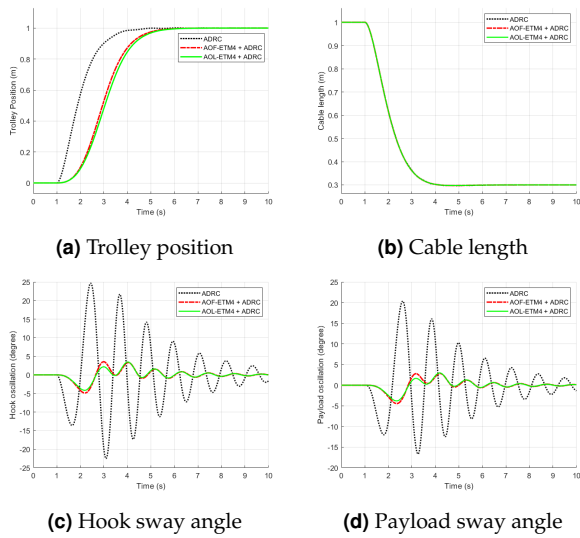 1
0.8
0.6
0.4
0.2
0
Trolley Position (m)
0 1 2 3 4 5 6 7 8 9 10
Time (s)
ADRC
AOF-ETM4 + ADRC
AOL-ETM4 + ADRC
(a) Trolley position
1
0.9
0.8
0.7
0.6
0.5
0.4
0.3
Cable length (m)
0 1 2 3 4 5 6 7 8 9 10
Time (s)
ADRC
AOF-ETM4 + ADRC
AOL-ETM4 + ADRC
(b) Cable length
25
20
15
10
5
0
-5
-10
-15
-20
-25
Hook oscillation (degree)
0 1 2 3 4 5 6 7 8 9 10
Time (s)
ADRC
AOF-ETM4 + ADRC
AOL-ETM4 + ADRC
(c) Hook sway angle
25
20
15
10
5
0
-5
-10
-15
-20
Payload oscillation (degree)
0 1 2 3 4 5 6 7 8 9 10
Time (s)
ADRC
AOF-ETM4 + ADRC
AOL-ETM4 + ADRC
(d) Payload sway angle